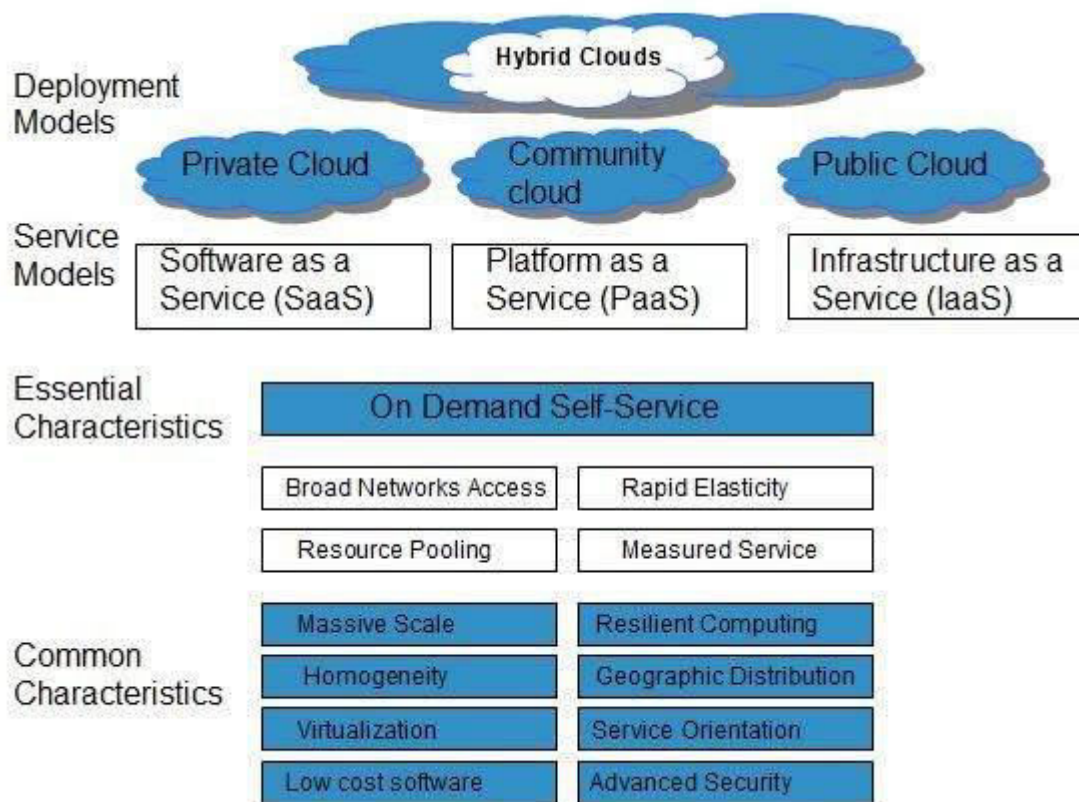 Hybrid Clouds
Deployment
Models
Private Cloud
Community
cloud
Public Cloud
Service
Models
Software as a
Service (SaaS)
Platform as a
Service (PaaS)
Infrastructure as a
Service (IaaS)
Essential
Characteristics
On Demand Self-Service
Broad Networks Access
Rapid Elasticity
Resource Pooling
Measured Service
Common
Characteristics
Massive Scale
Resilient Computing
Homogeneity
Geographic Distribution
Virtualization
Service Orientation
Low cost software
Advanced Security